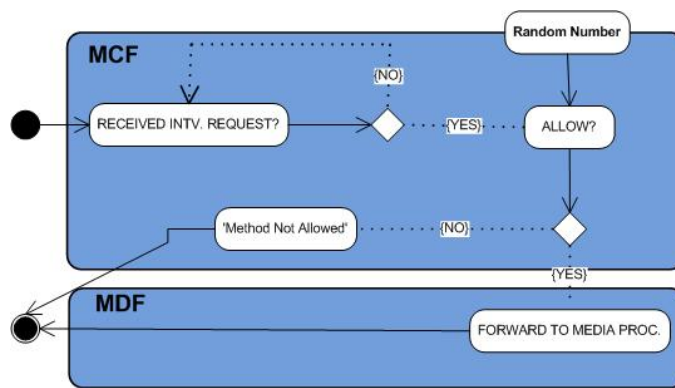 Random Number
MCF
{NO}
RECEIVED INTV. REQUEST?
{YES}
ALLOW?
'Method Not Allowed'
{NO}
{YES}
MDF
FORWARD TO MEDIA PROC.